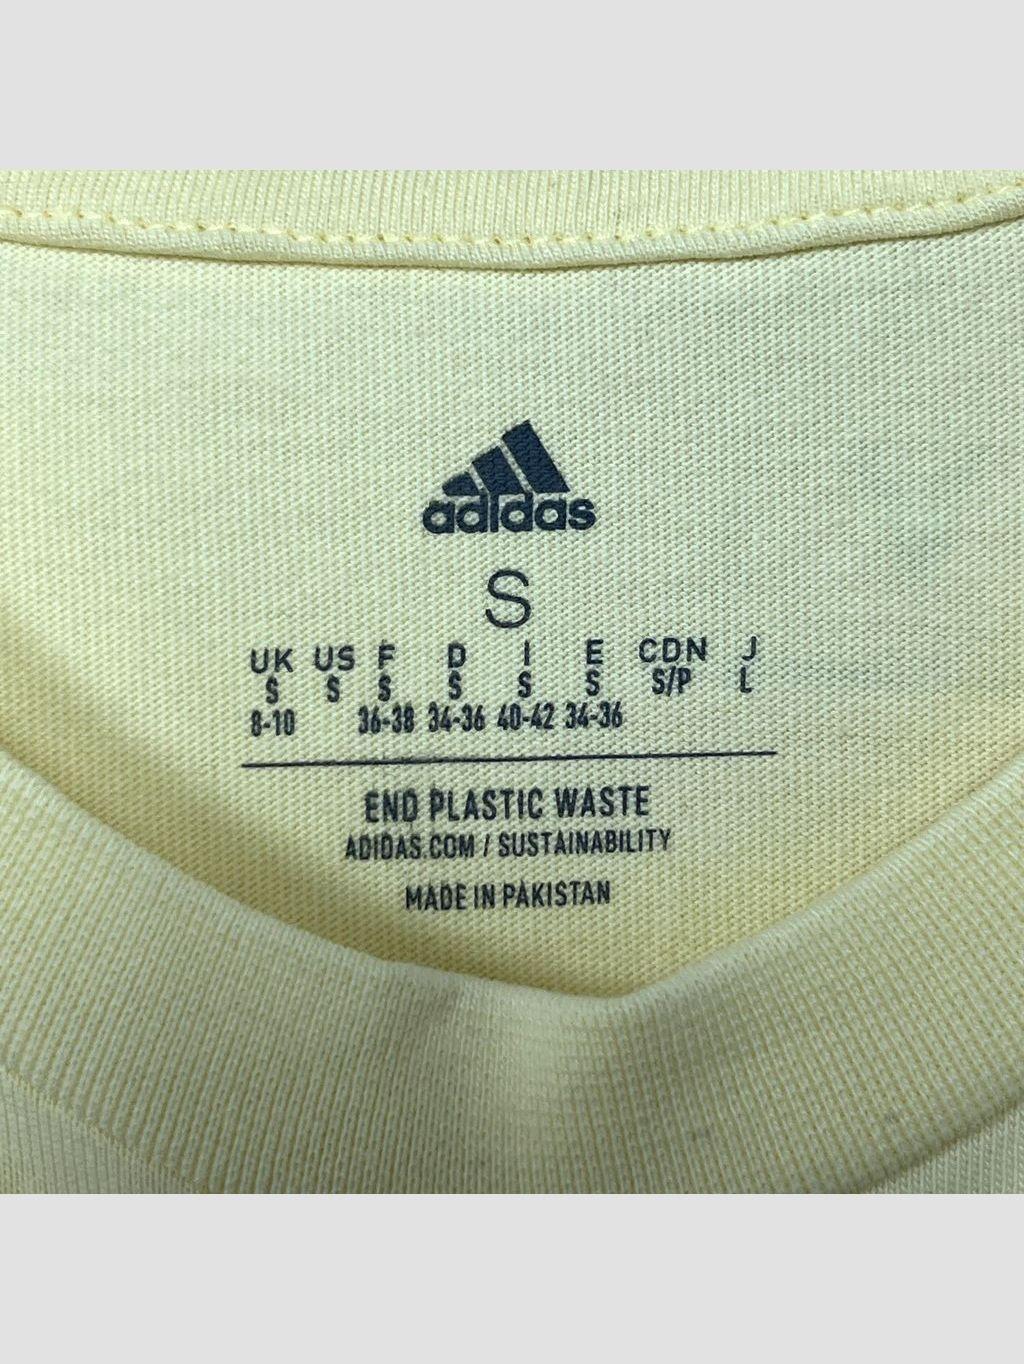 adidas
S
UK US F D I E CDN J
S S S S S S S/P L
8-10 36-38 34-36 40-42 34-36
END PLASTIC WASTE
ADIDAS.COM / SUSTAINABILITY
MADE IN PAKISTAN